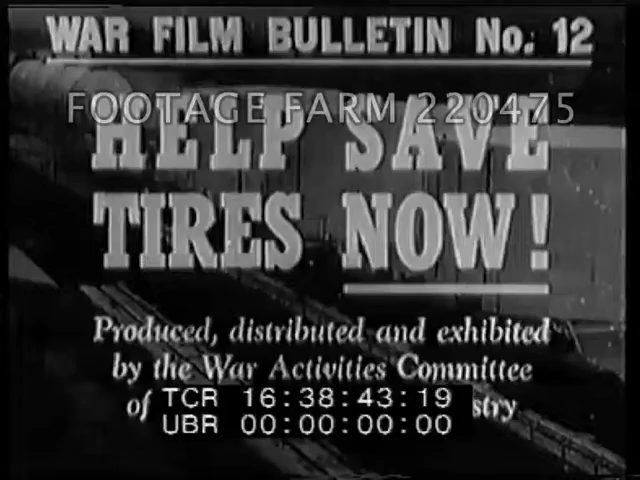 WAR FILM BULLETIN No. 12
FOOTAGE FARM 220475
HELP SAVE
TIRES NOW!
Produced, distributed and exhibited
by the War Activities Committee
of
TCR 16:38:43:19
UBR 00:00:00:00